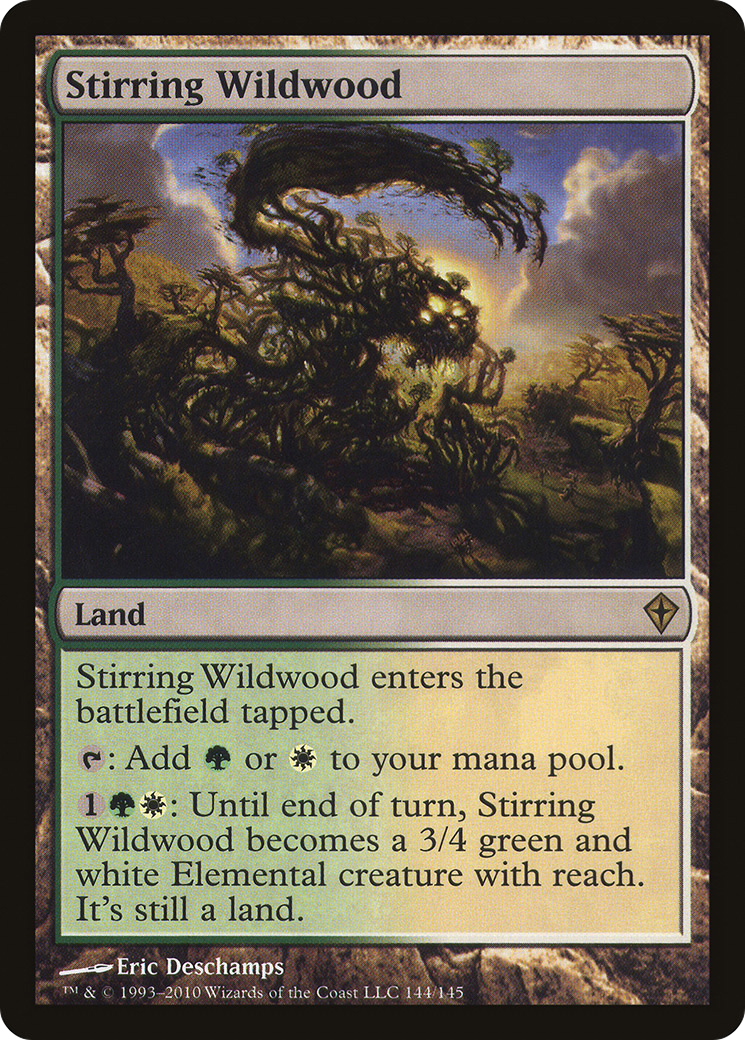 Stirring Wildwood
Land
Stirring Wildwood enters the
battlefield tapped.
: Add or to your mana pool.
1 : Until end of turn, Stirring
Wildwood becomes a 3/4 green and
white Elemental creature with reach.
It's still a land.
Eric Deschamps
™ & © 1993–2010 Wizards of the Coast LLC 144/145